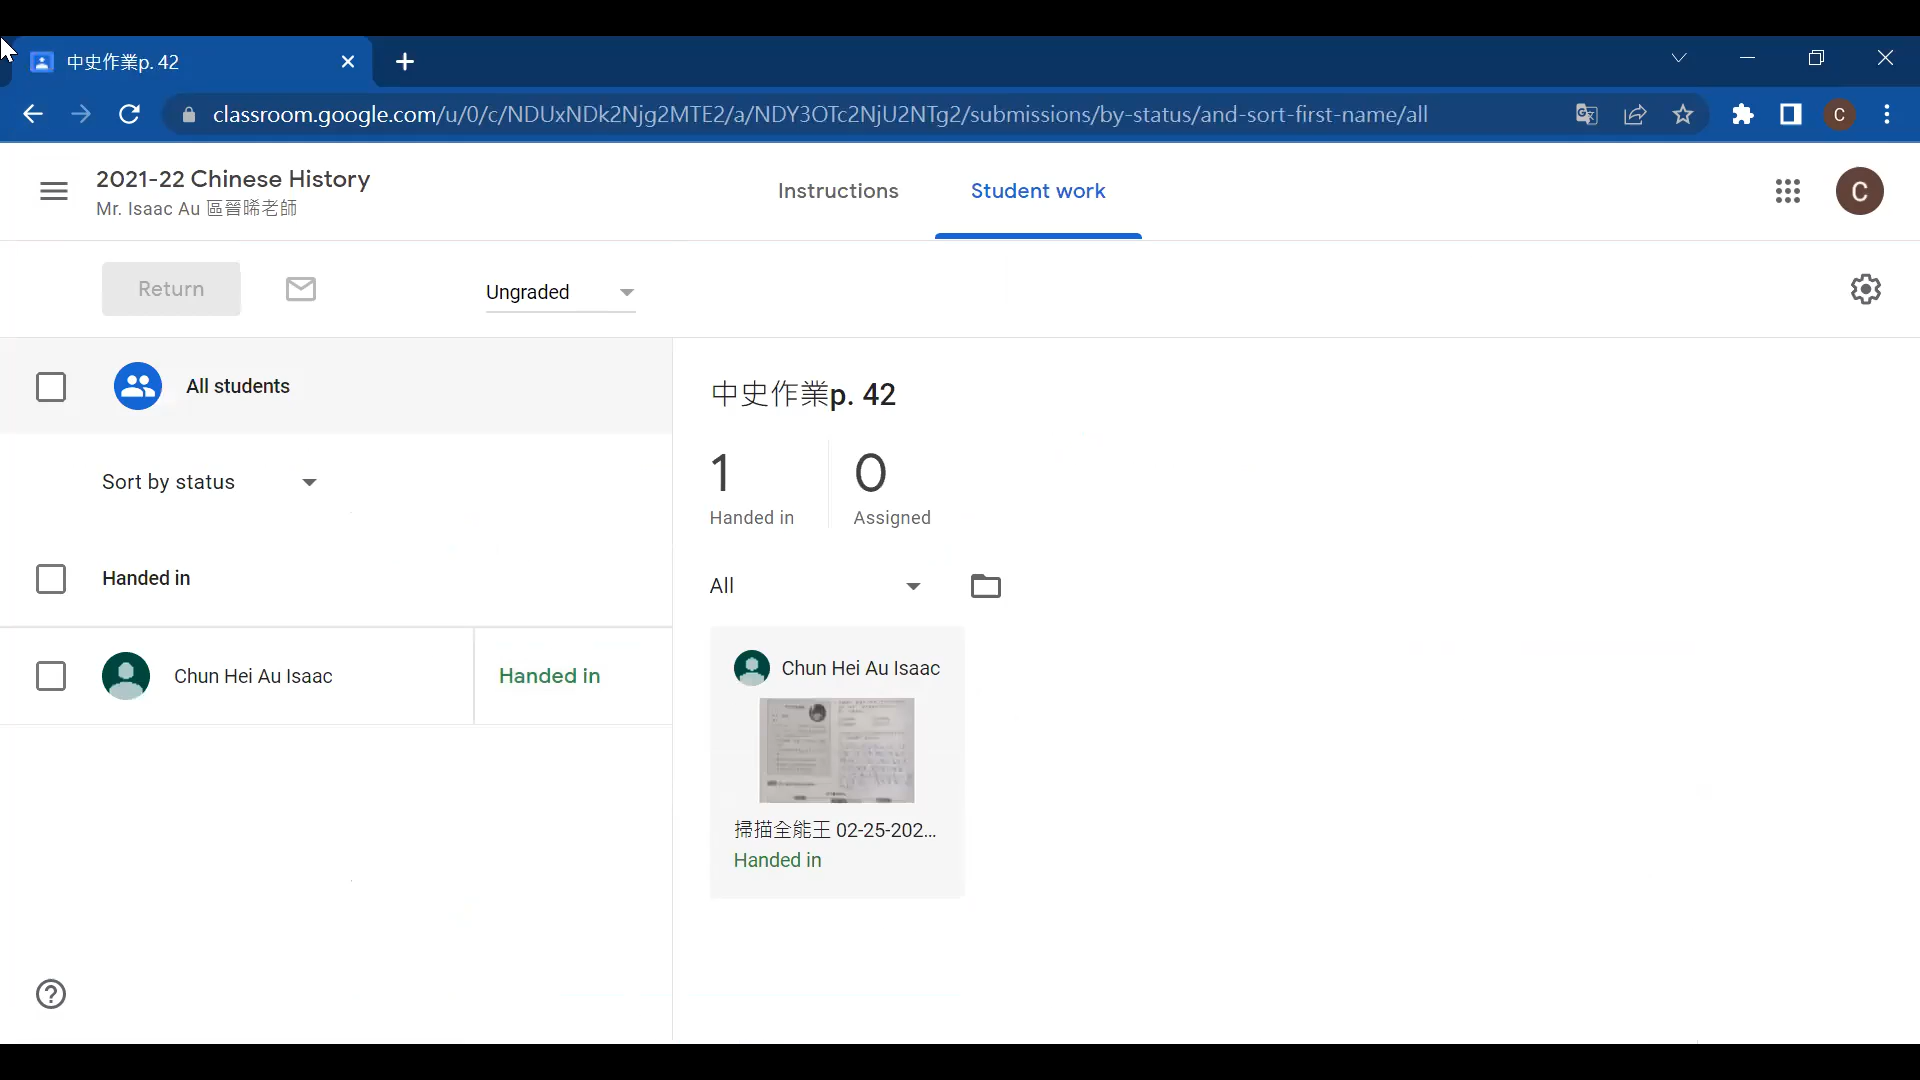 中史作業p. 42
classroom.google.com/u/0/c/NDUxNDk2Njg2MTE2/a/NDY3OTc2NjU2NTg2/submissions/by-status/and-sort-first-name/all
C
2021-22 Chinese History
Mr. Isaac Au 區晉晞老師
Instructions
Student work
C
Return
Ungraded
All students
Sort by status
Handed in
Chun Hei Au Isaac
Handed in
中史作業p. 42
1
Handed in
0
Assigned
All
Chun Hei Au Isaac
掃描全能王 02-25-202...
Handed in